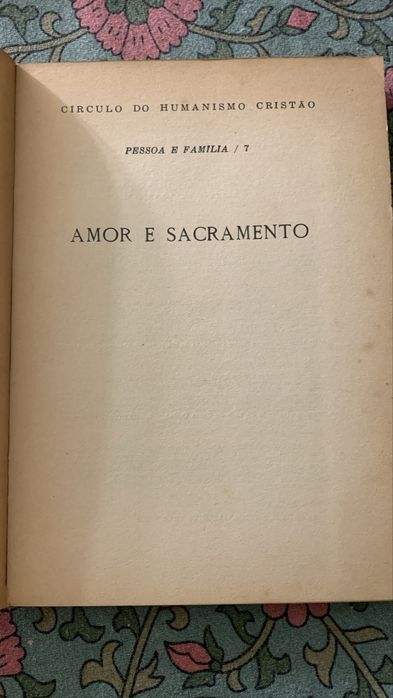 CIRCULO DO HUMANISMO CRISTÃO
PESSOA E FAMILIA / 7
AMOR E SACRAMENTO